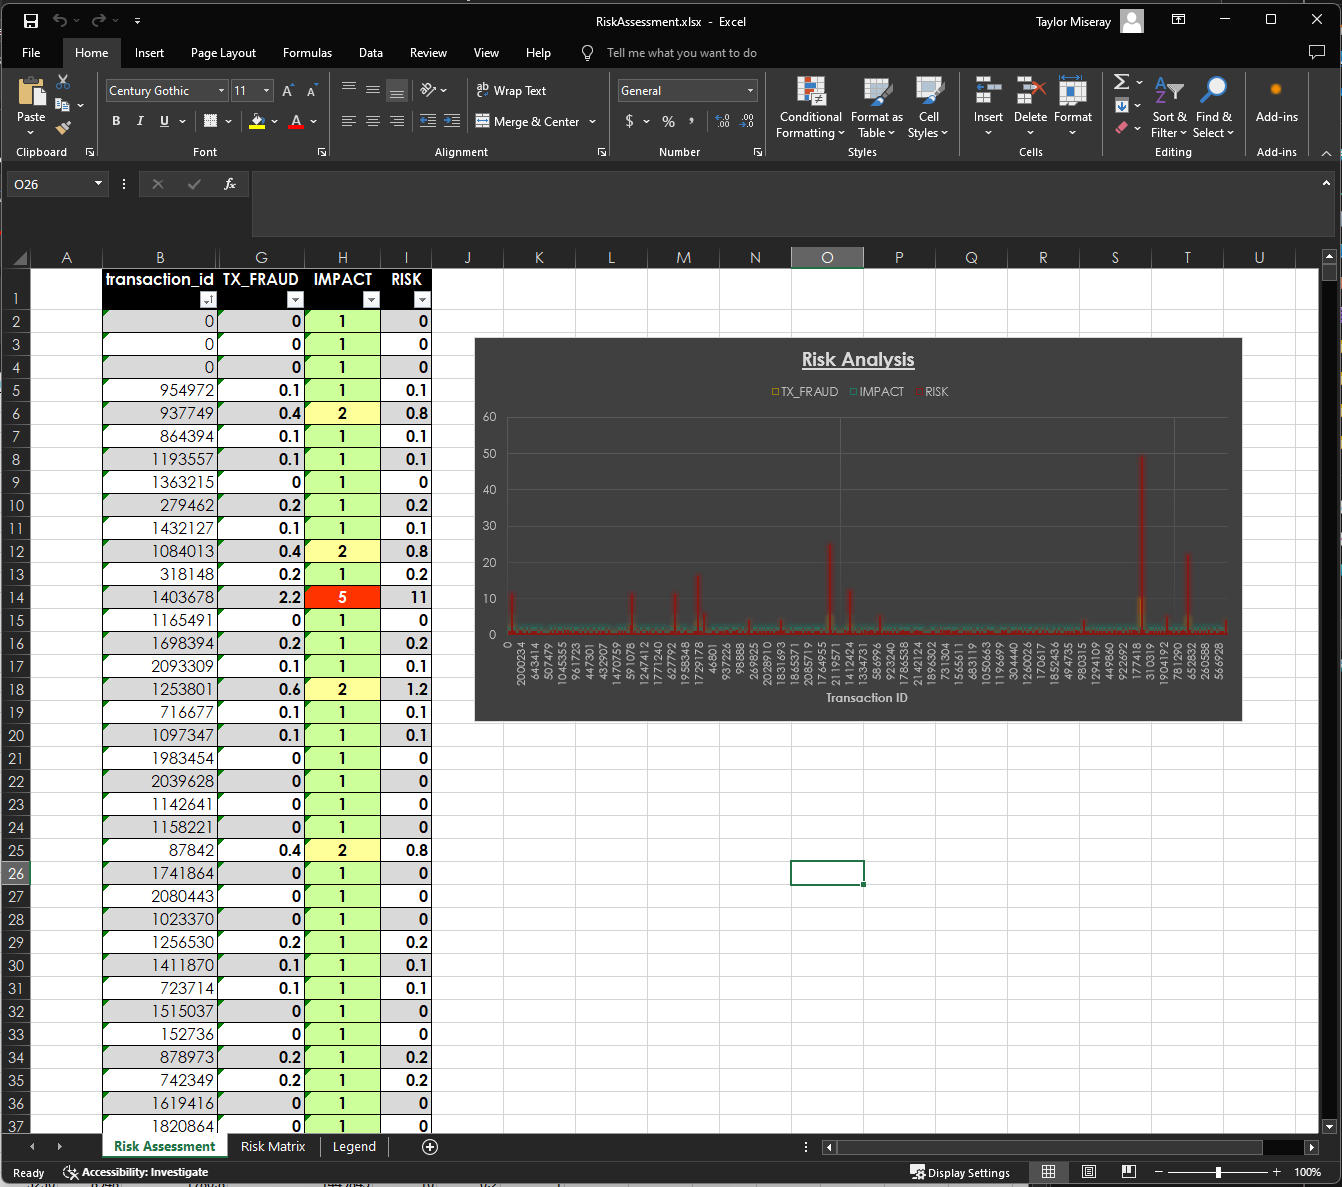 RiskAssessment.xlsx - Excel
Taylor Miseray
File Home Insert Page Layout Formulas Data Review View Help Tell me what you want to do
Century Gothic 11 A A ab Wrap Text General
Paste B I U A Merge & Center $ % ,
Conditional Formatting Format as Table Cell Styles Insert Delete Format Sort & Filter Find & Select Add-ins
Clipboard Font Alignment Number Styles Cells Editing Add-ins
O26 fx
A B G H I J K L M N O P Q R S T U
1 transaction_id TX_FRAUD IMPACT RISK
2 0 0 1 0
3 0 0 1 0
4 0 0 1 0
5 954972 0.1 1 0.1
6 937749 0.4 2 0.8
7 864394 0.1 1 0.1
8 1193557 0.1 1 0.1
9 1363215 0 1 0
10 279462 0.2 1 0.2
11 1432127 0.1 1 0.1
12 1084013 0.4 2 0.8
13 318148 0.2 1 0.2
14 1403678 2.2 5 11
15 1165491 0 1 0
16 1698394 0.2 1 0.2
17 2093309 0.1 1 0.1
18 1253801 0.6 2 1.2
19 716677 0.1 1 0.1
20 1097347 0.1 1 0.1
21 1983454 0 1 0
22 2039628 0 1 0
23 1142641 0 1 0
24 1158221 0 1 0
25 87842 0.4 2 0.8
26 1741864 0 1 0
27 2080443 0 1 0
28 1023370 0 1 0
29 1256530 0.2 1 0.2
30 1411870 0.1 1 0.1
31 723714 0.1 1 0.1
32 1515037 0 1 0
33 152736 0 1 0
34 878973 0.2 1 0.2
35 742349 0.2 1 0.2
36 1619416 0 1 0
37 1820864 0 1 0
Risk Analysis
TX_FRAUD IMPACT RISK
60
50
40
30
20
10
0
0 2000234 643414 507479 1045355 961723 447301 432907 1470759 591078 1247412 1771240 627792 1958348 1729178 46801 937226 98888 269825 2028910 1831693 1865371 2085719 1764955 2119571 1412424 1334731 586976 923240 1786538 2142124 1896302 731304 1565611 683119 1050663 1196699 304440 1260026 170617 1852436 494735 980315 1294109 449860 922692 177418 310319 1904192 781290 652832 260588 566928
Transaction ID
Risk Assessment Risk Matrix Legend
Ready Accessibility: Investigate Display Settings 100%